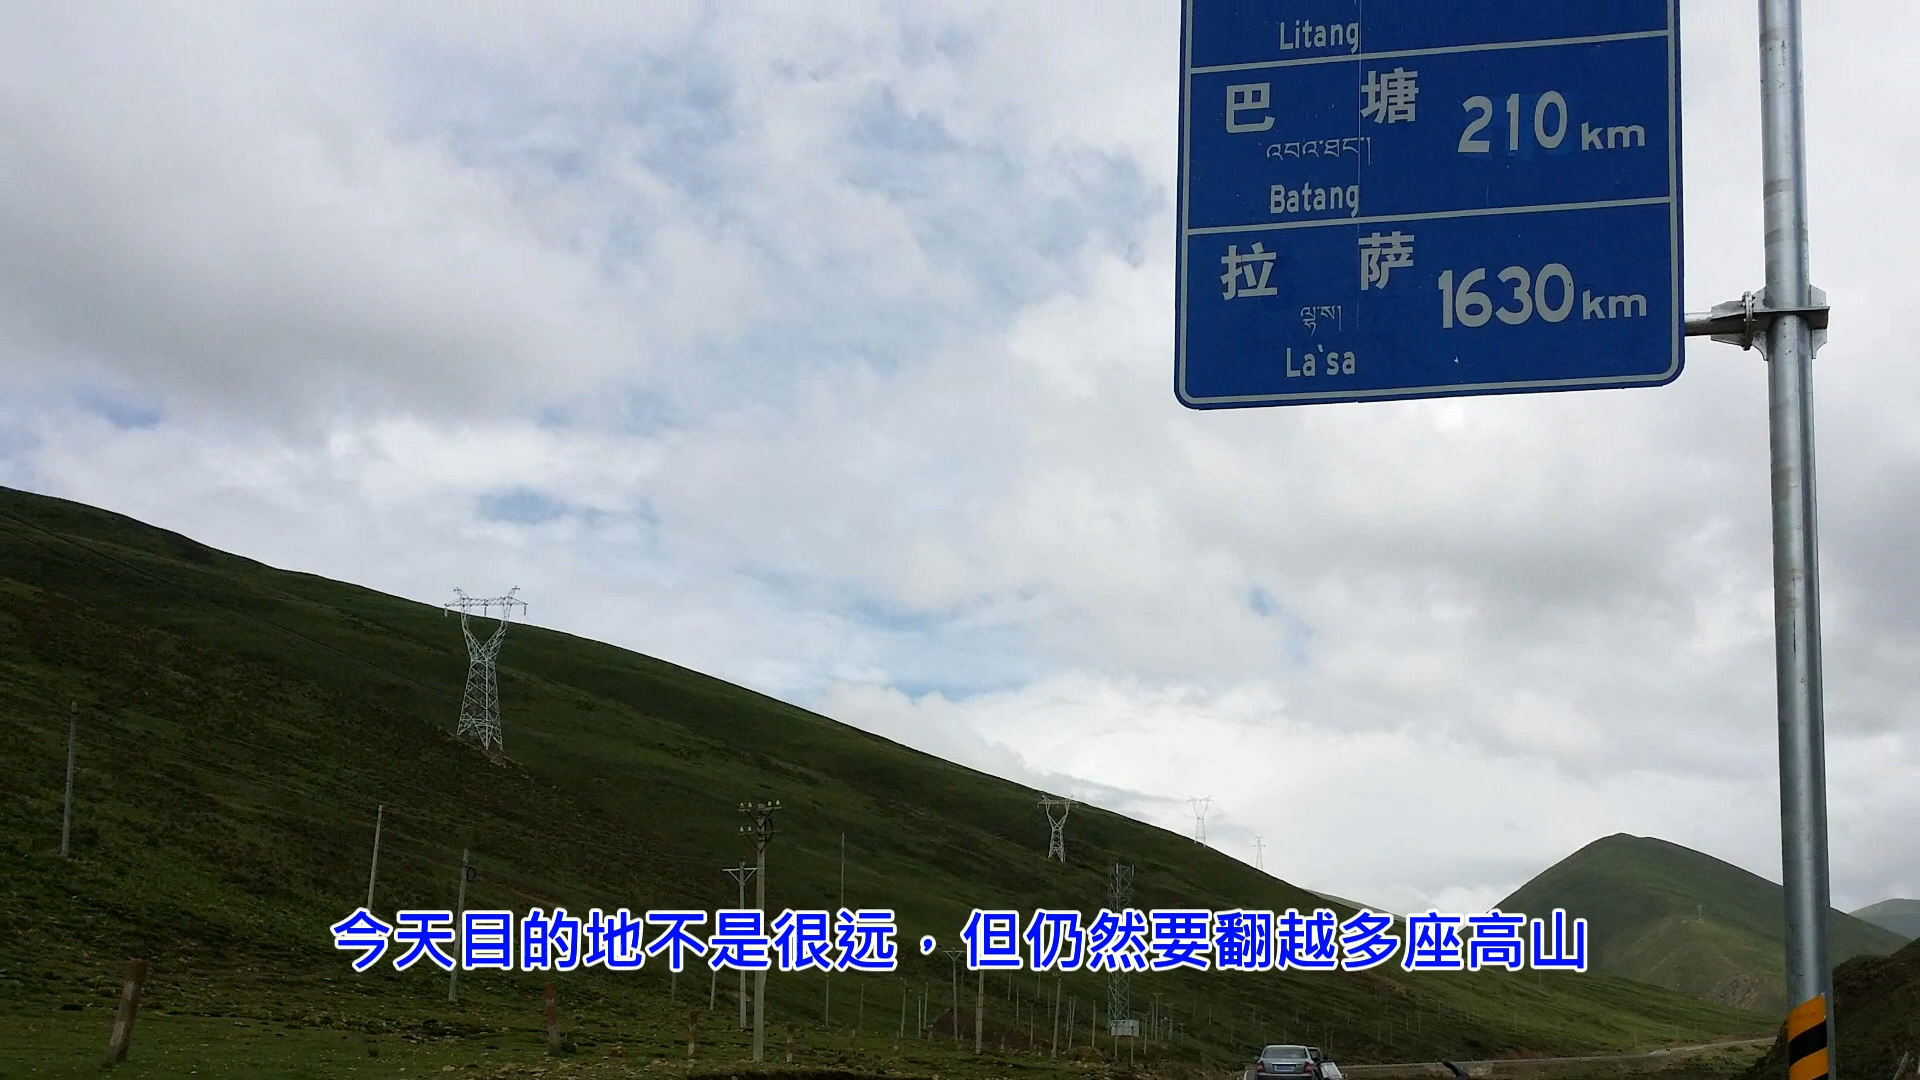 Litang
巴 塘 210 km
འབའ་ཐང་།
Batang
拉 萨 1630 km
ལྷ་ས།
La'sa
今天目的地不是很远，但仍然要翻越多座高山